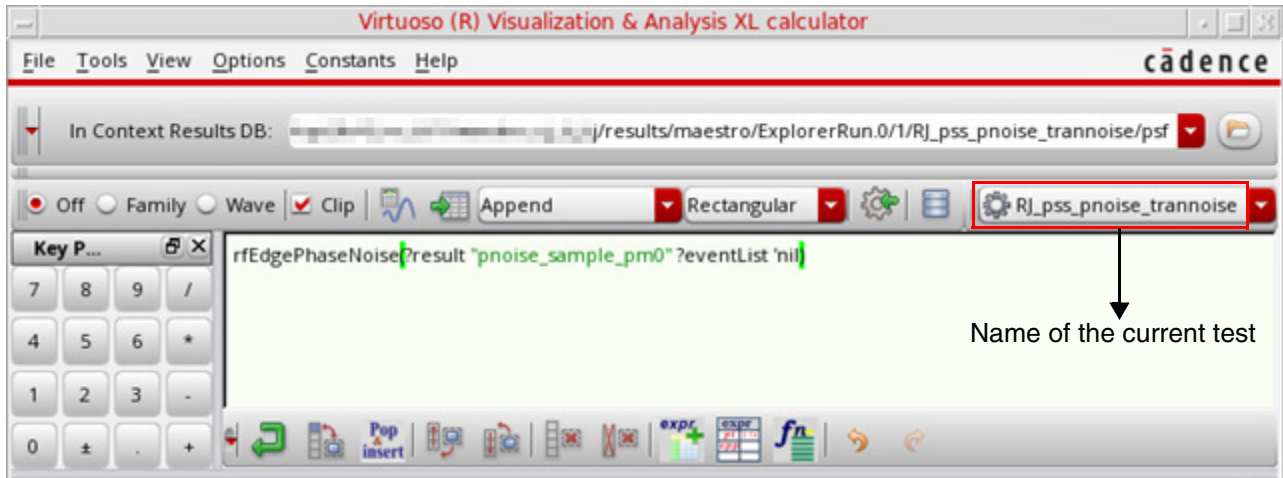 Virtuoso (R) Visualization & Analysis XL calculator
File Tools View Options Constants Help
cādence
In Context Results DB: j/results/maestro/ExplorerRun.0/1/RJ_pss_pnoise_trannoise/psf
Off Family Wave Clip Append Rectangular RJ_pss_pnoise_trannoise
Key P...
rfEdgePhaseNoise(?result "pnoise_sample_pm0" ?eventList 'nil)
7 8 9 /
4 5 6 *
Name of the current test
1 2 3 -
0 ± . +
Pop & insert
expr
expr
fn